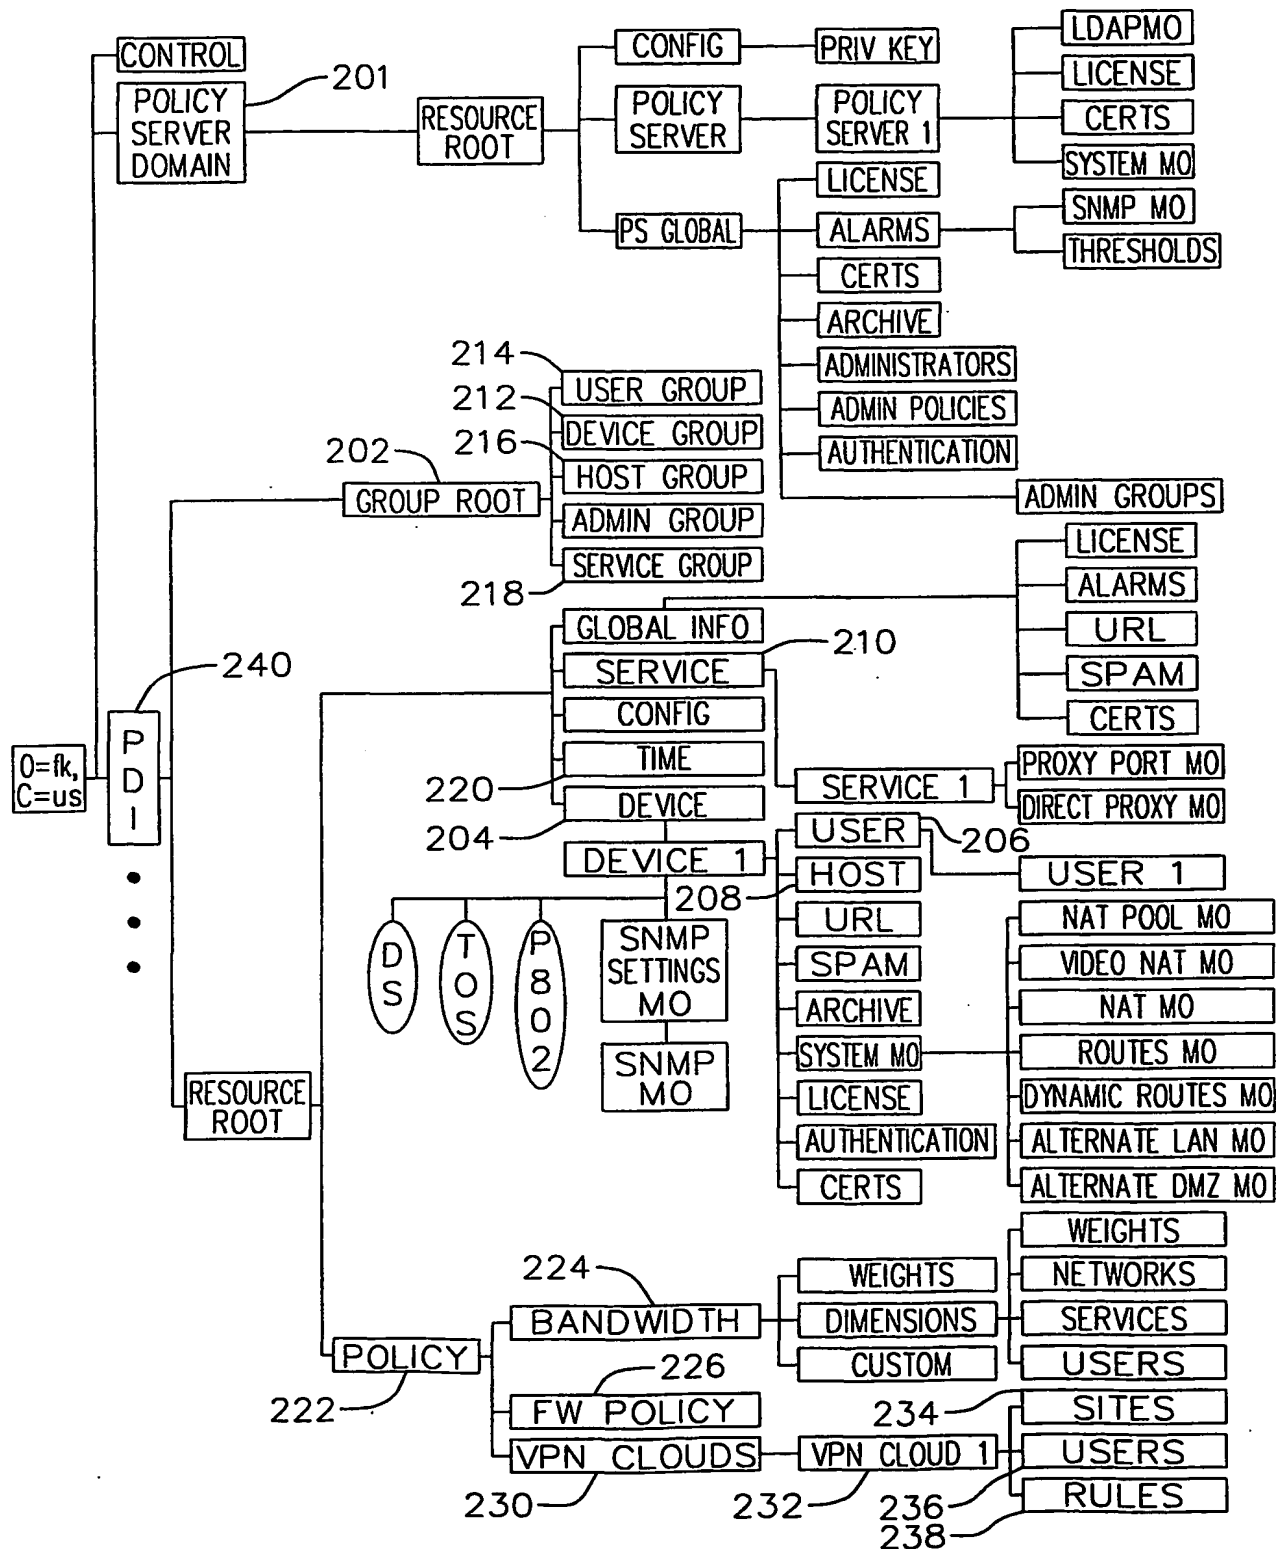 CONTROL
POLICY
SERVER
DOMAIN
201
RESOURCE
ROOT
CONFIG
PRIV KEY
POLICY
SERVER
POLICY
SERVER 1
LDAPMO
LICENSE
CERTS
SYSTEM MO
PS GLOBAL
LICENSE
ALARMS
SNMP MO
THRESHOLDS
CERTS
ARCHIVE
ADMINISTRATORS
ADMIN POLICIES
AUTHENTICATION
ADMIN GROUPS
214
212
216
202
GROUP ROOT
USER GROUP
DEVICE GROUP
HOST GROUP
ADMIN GROUP
SERVICE GROUP
218
LICENSE
ALARMS
URL
SPAM
CERTS
GLOBAL INFO
SERVICE
210
CONFIG
TIME
220
DEVICE
204
DEVICE 1
240
P
D
I
O=fk,
C=us
SERVICE 1
PROXY PORT MO
DIRECT PROXY MO
USER
206
USER 1
HOST
208
URL
SPAM
ARCHIVE
SYSTEM MO
LICENSE
AUTHENTICATION
CERTS
NAT POOL MO
VIDEO NAT MO
NAT MO
ROUTES MO
DYNAMIC ROUTES MO
ALTERNATE LAN MO
ALTERNATE DMZ MO
DS
TOS
P802
SNMP
SETTINGS
MO
SNMP
MO
RESOURCE
ROOT
POLICY
222
224
BANDWIDTH
WEIGHTS
DIMENSIONS
CUSTOM
WEIGHTS
NETWORKS
SERVICES
USERS
226
FW POLICY
VPN CLOUDS
230
VPN CLOUD 1
232
234
SITES
USERS
236
RULES
238